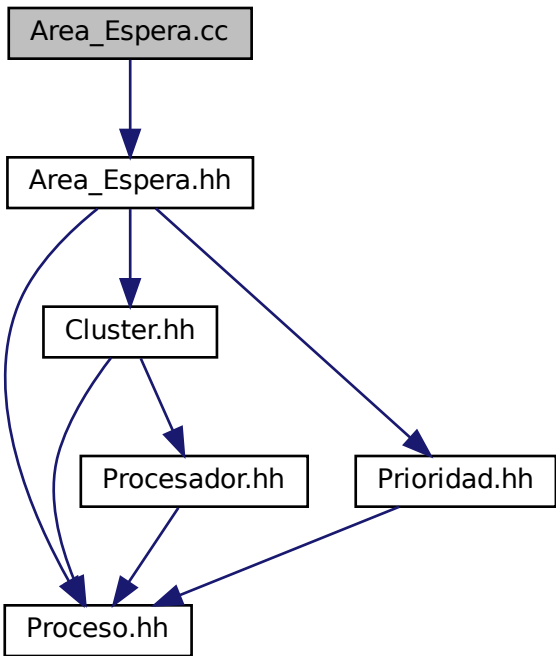 Area_Espera.cc
Area_Espera.hh
Cluster.hh
Procesador.hh
Prioridad.hh
Proceso.hh